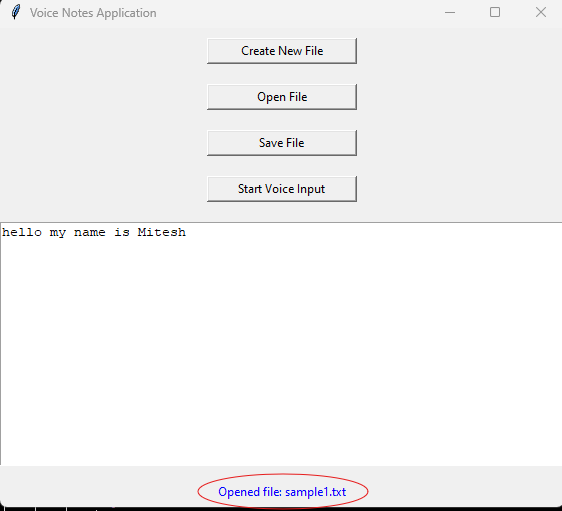 Voice Notes Application
Create New File
Open File
Save File
Start Voice Input
hello my name is Mitesh
Opened file: sample1.txt